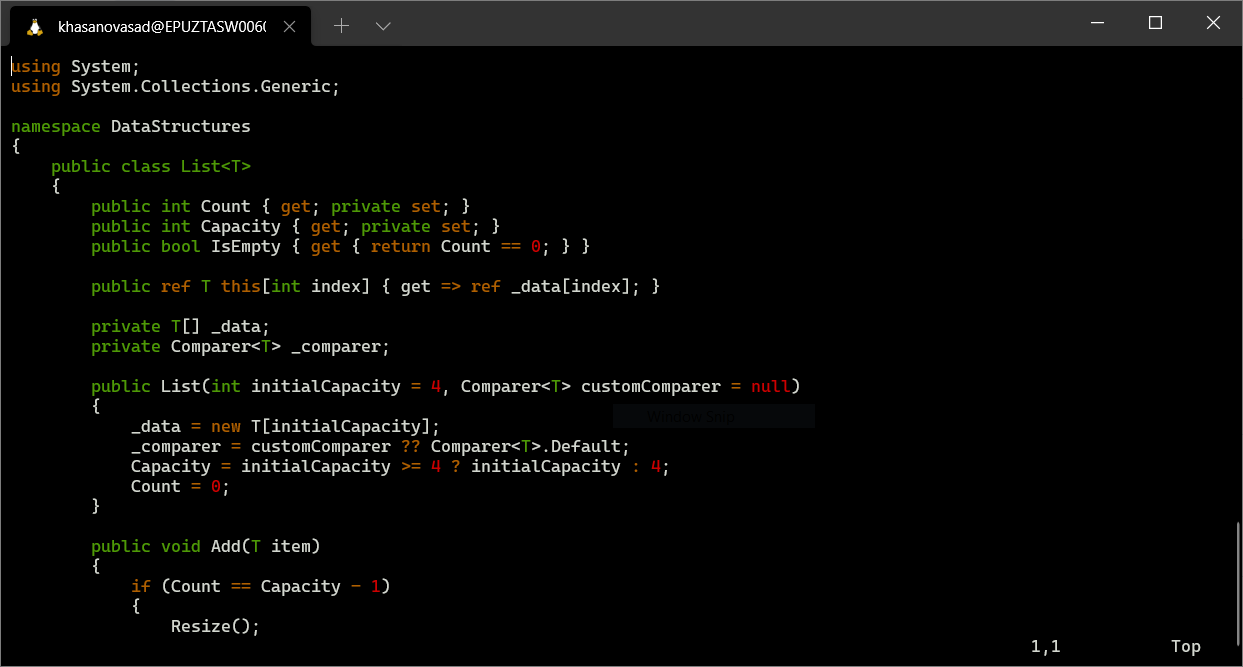 khasanovasad@EPUZTASW006
using System;
using System.Collections.Generic;

namespace DataStructures
{
    public class List<T>
    {
        public int Count { get; private set; }
        public int Capacity { get; private set; }
        public bool IsEmpty { get { return Count == 0; } }

        public ref T this[int index] { get => ref _data[index]; }

        private T[] _data;
        private Comparer<T> _comparer;

        public List(int initialCapacity = 4, Comparer<T> customComparer = null)
        {
Window Snip
            _data = new T[initialCapacity];
            _comparer = customComparer ?? Comparer<T>.Default;
            Capacity = initialCapacity >= 4 ? initialCapacity : 4;
            Count = 0;
        }

        public void Add(T item)
        {
            if (Count == Capacity - 1)
            {
                Resize();
1,1 Top